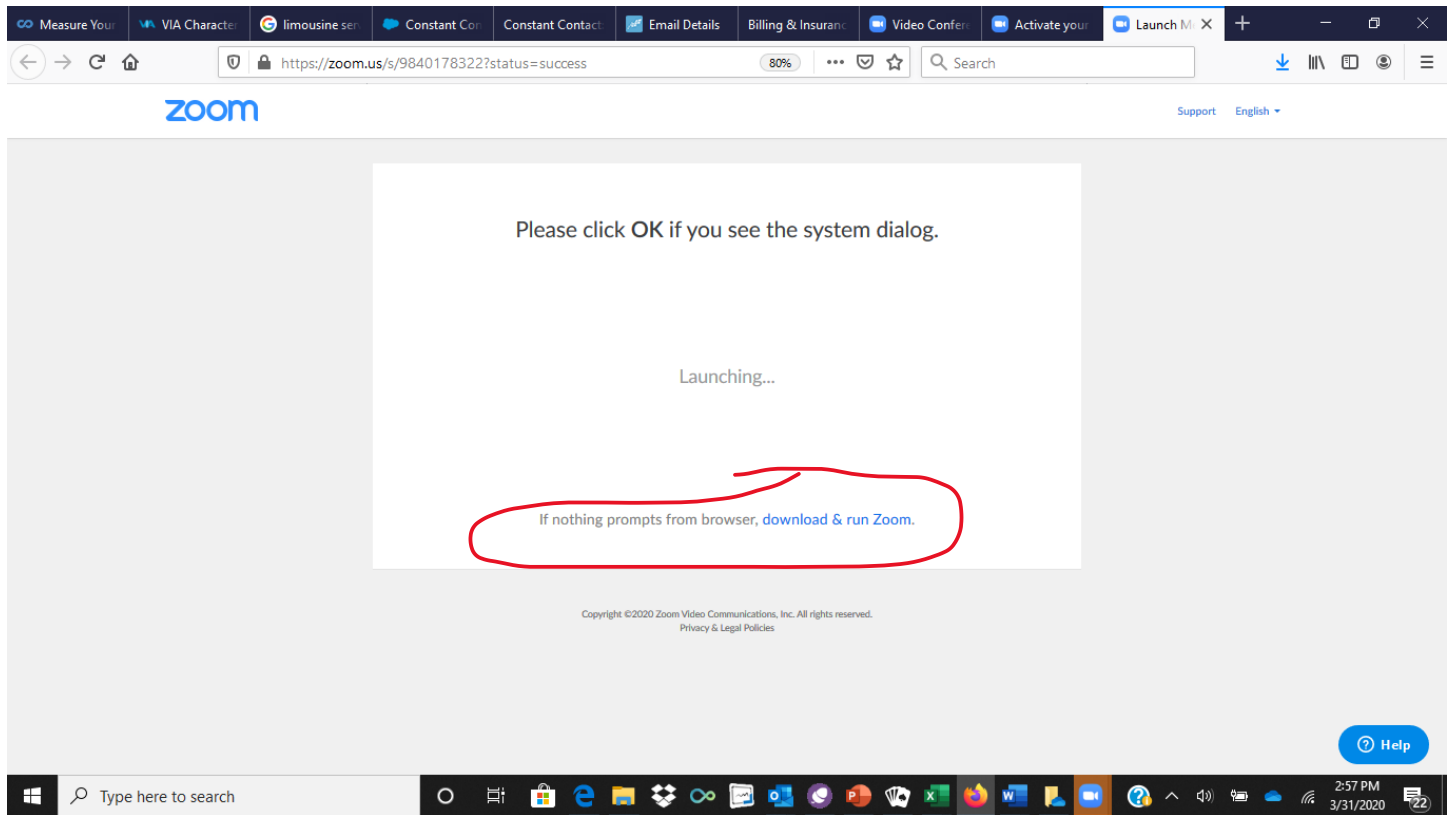 Measure Your
VIA Character
limousine ser
Constant Con
Constant Contact
Email Details
Billing & Insuranc
Video Confere
Activate your
Launch M
https://zoom.us/s/9840178322?status=success
80%
Search
zoom
Support
English
Please click OK if you see the system dialog.
Launching...
If nothing prompts from browser, download & run Zoom.
Copyright ©2020 Zoom Video Communications, Inc. All rights reserved.
Privacy & Legal Policies
Help
Type here to search
2:57 PM
3/31/2020
22